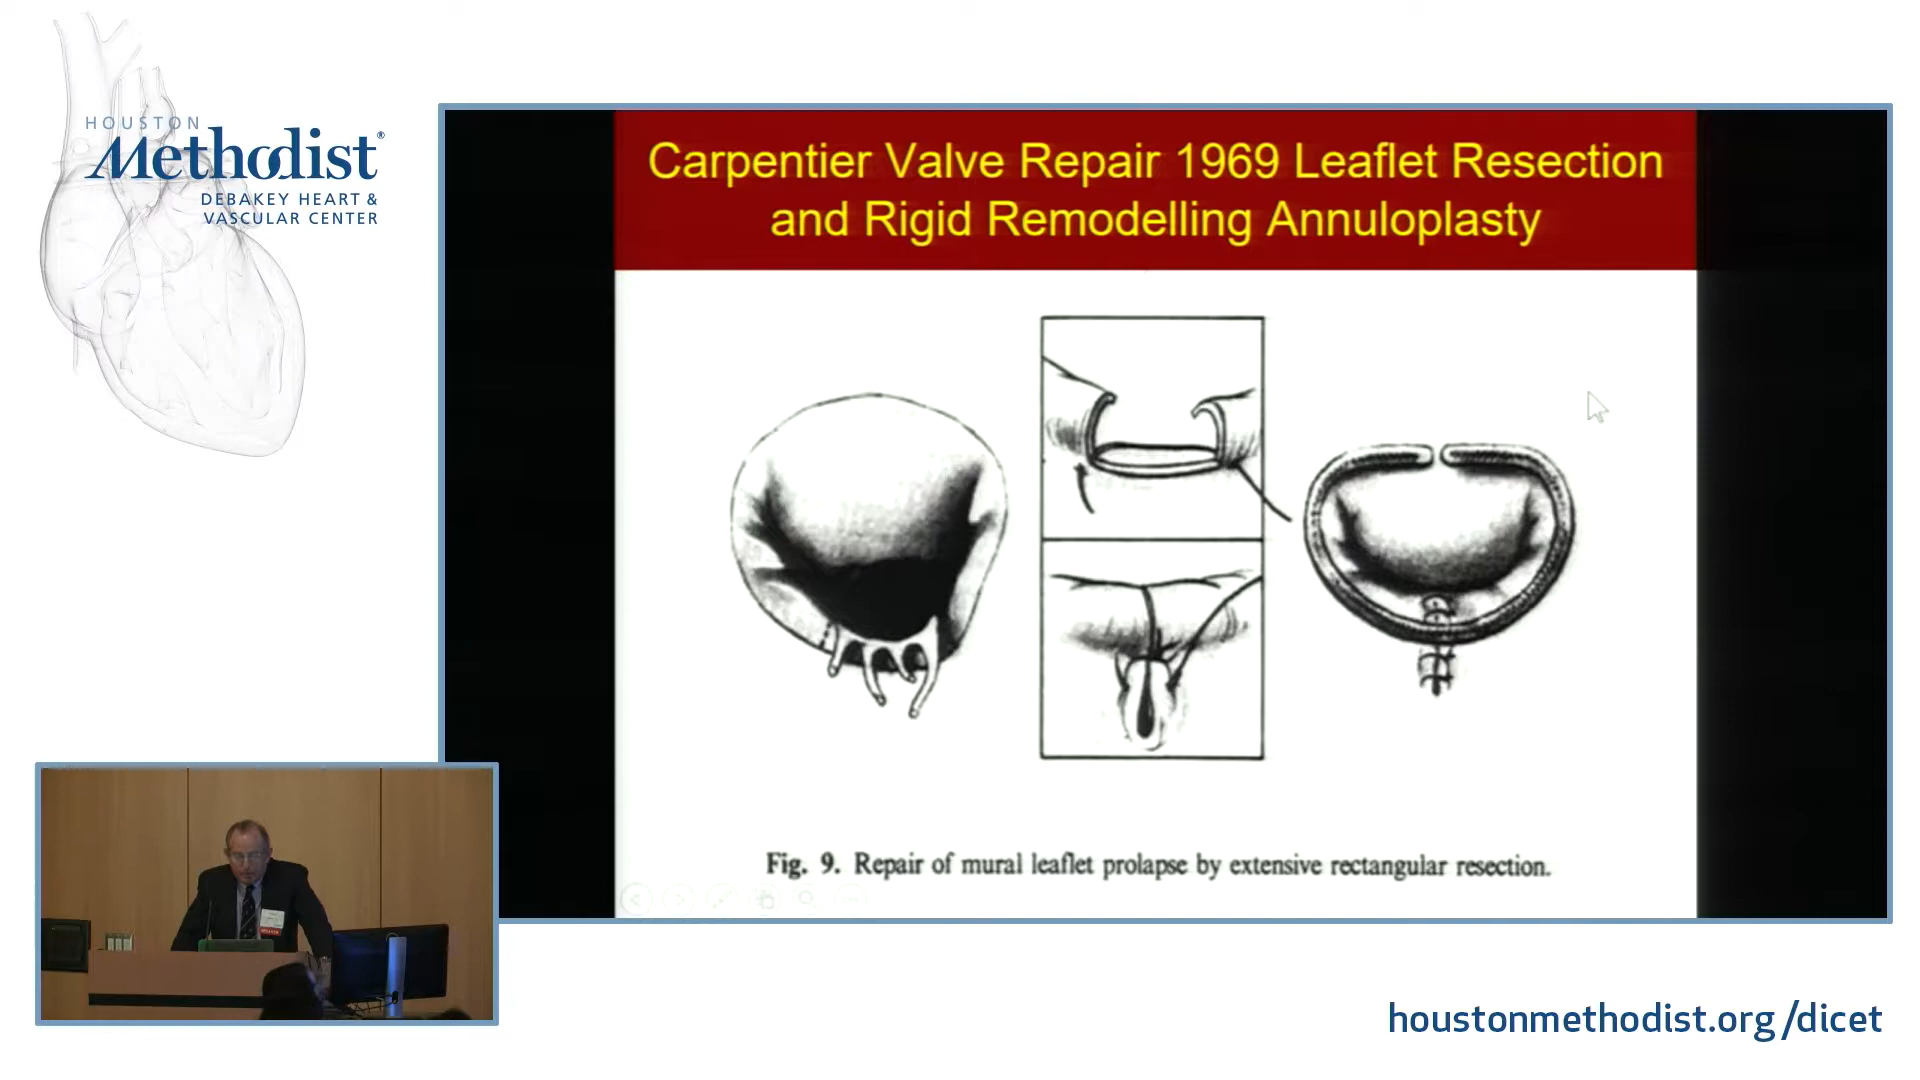 HOUSTON
Methodist®
DEBAKEY HEART &
VASCULAR CENTER
Carpentier Valve Repair 1969 Leaflet Resection
and Rigid Remodelling Annuloplasty
Fig. 9. Repair of mural leaflet prolapse by extensive rectangular resection.
houstonmethodist.org/dicet